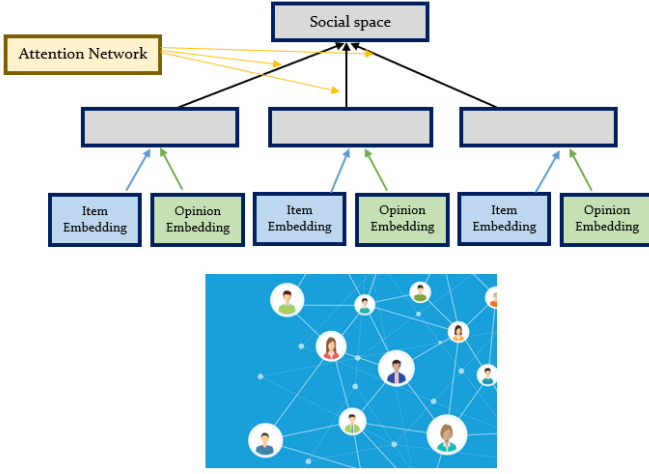 Social space
Attention Network
Item
Embedding
Opinion
Embedding
Item
Embedding
Opinion
Embedding
Item
Embedding
Opinion
Embedding